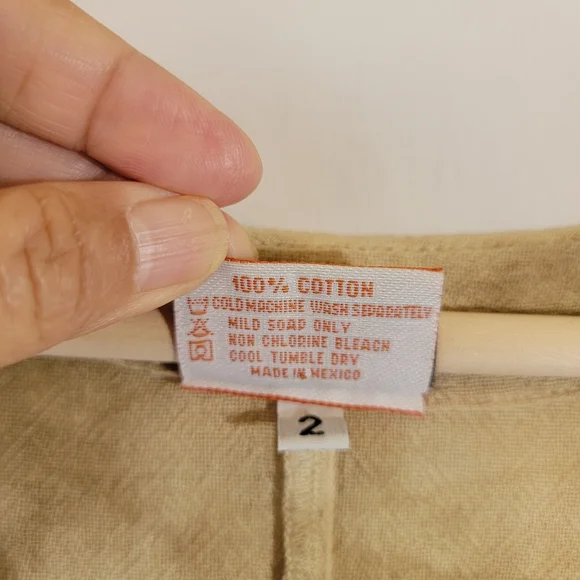 100% COTTON
COLD MACHINE WASH SEPARATELY
MILD SOAP ONLY
NON CHLORINE BLEACH
COOL TUMBLE DRY
MADE IN MEXICO
2